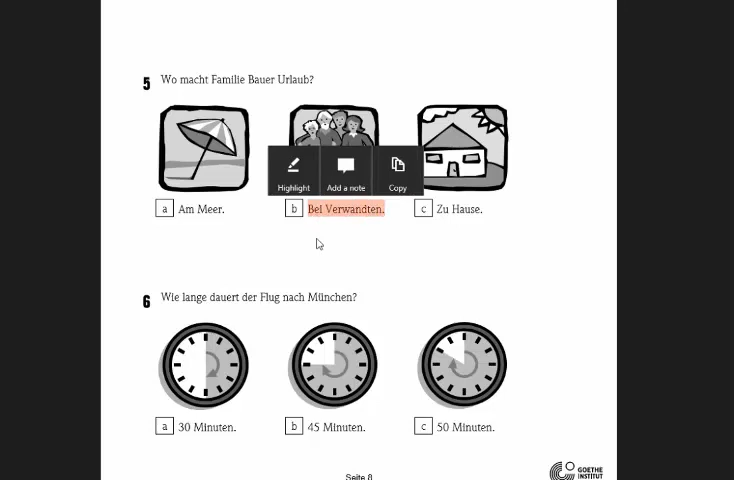 5 Wo macht Familie Bauer Urlaub?
Highlight Add a note Copy
a Am Meer. b Bei Verwandten. c Zu Hause.
6 Wie lange dauert der Flug nach München?
a 30 Minuten. b 45 Minuten. c 50 Minuten.
Seite 8
GOETHE
INSTITUT